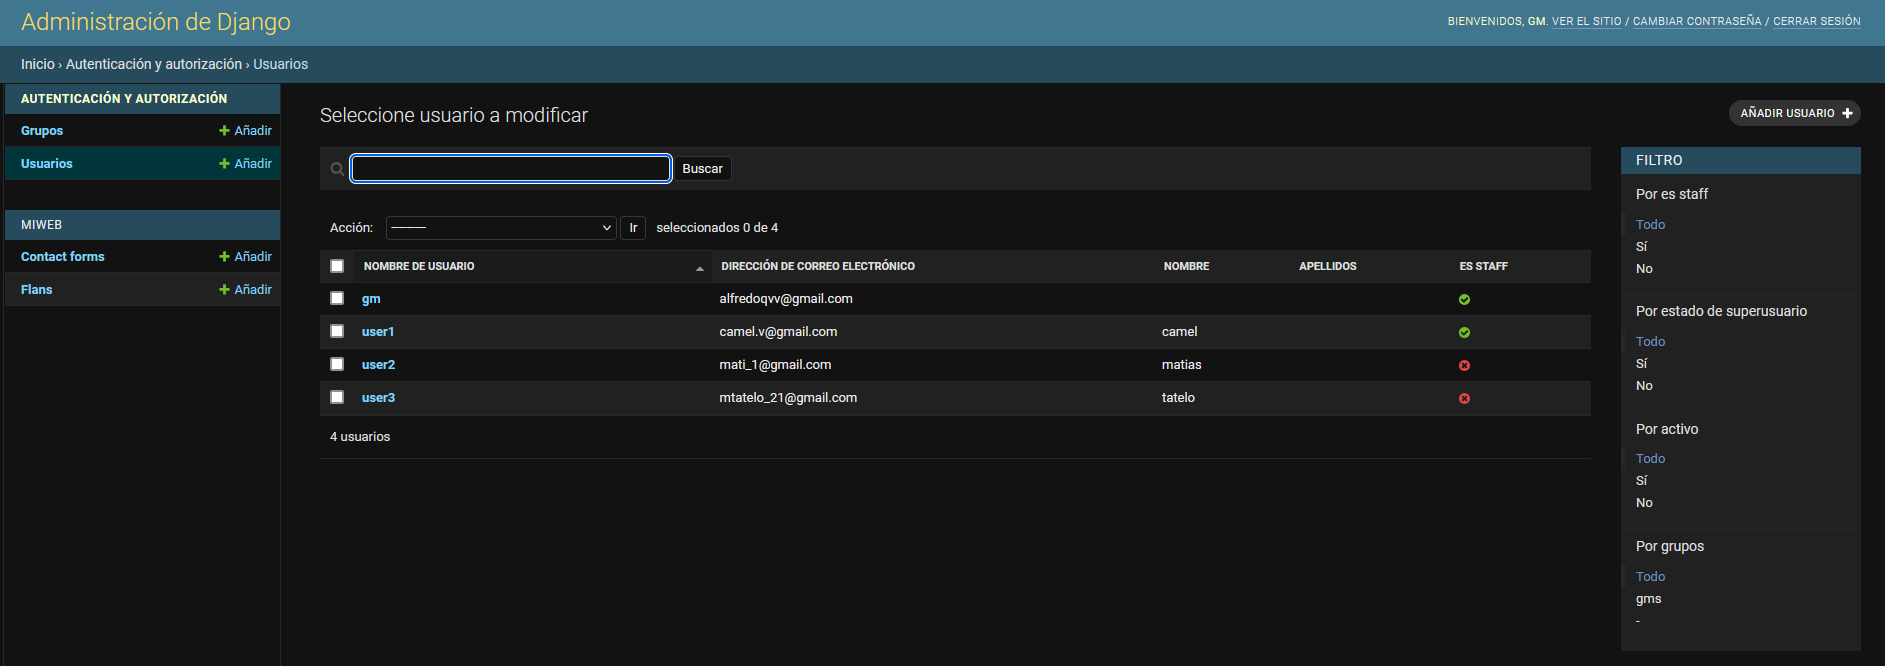 Administración de Django
BIENVENIDOS, GM. VER EL SITIO / CAMBIAR CONTRASEÑA / CERRAR SESIÓN
Inicio › Autenticación y autorización › Usuarios
AUTENTICACIÓN Y AUTORIZACIÓN
Grupos + Añadir
Usuarios + Añadir
MIWEB
Contact forms + Añadir
Flans + Añadir
Seleccione usuario a modificar
AÑADIR USUARIO +
Buscar
Acción: --------- Ir seleccionados 0 de 4
NOMBRE DE USUARIO DIRECCIÓN DE CORREO ELECTRÓNICO NOMBRE APELLIDOS ES STAFF
gm alfredoqvv@gmail.com
user1 camel.v@gmail.com camel
user2 mati_1@gmail.com matias
user3 mtatelo_21@gmail.com tatelo
4 usuarios
FILTRO
Por es staff
Todo
Sí
No
Por estado de superusuario
Todo
Sí
No
Por activo
Todo
Sí
No
Por grupos
Todo
gms
-